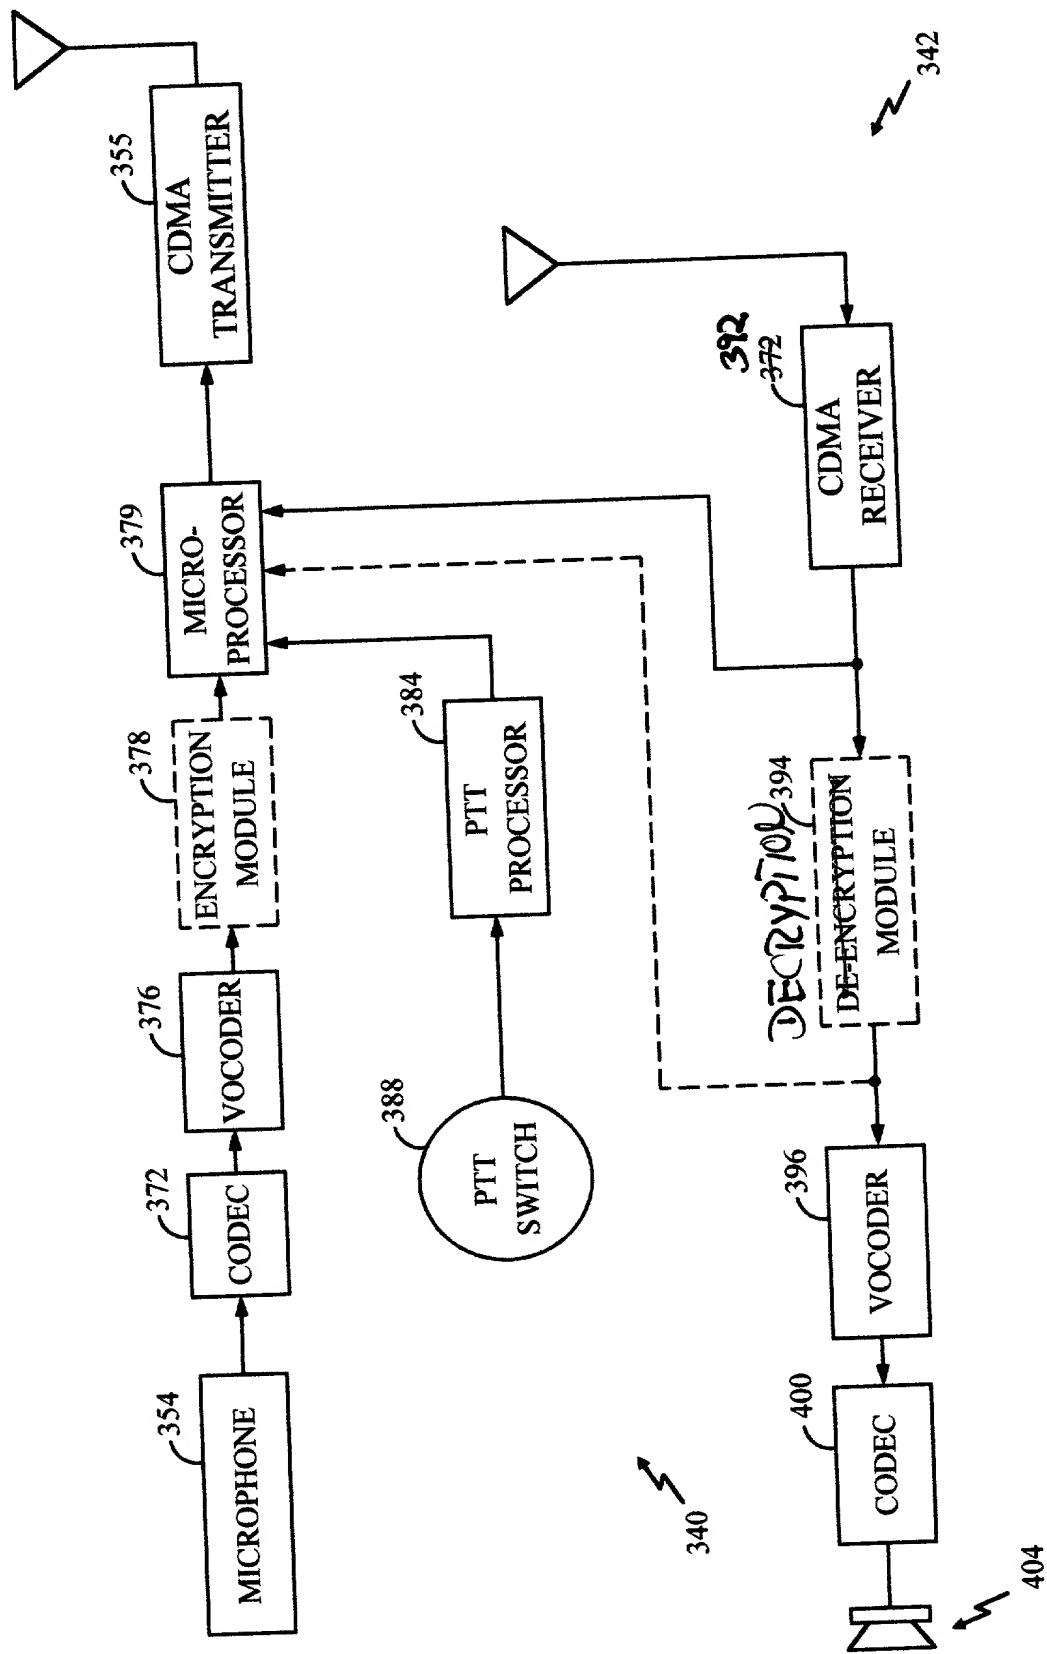 354
MICROPHONE
372
CODEC
376
VOCODER
378
ENCRYPTION
MODULE
379
MICRO-
PROCESSOR
355
CDMA
TRANSMITTER
388
PTT
SWITCH
384
PTT
PROCESSOR
340
342
404
400
CODEC
396
VOCODER
DECRYPTION
394
DE-ENCRYPTION
MODULE
392
372
CDMA
RECEIVER